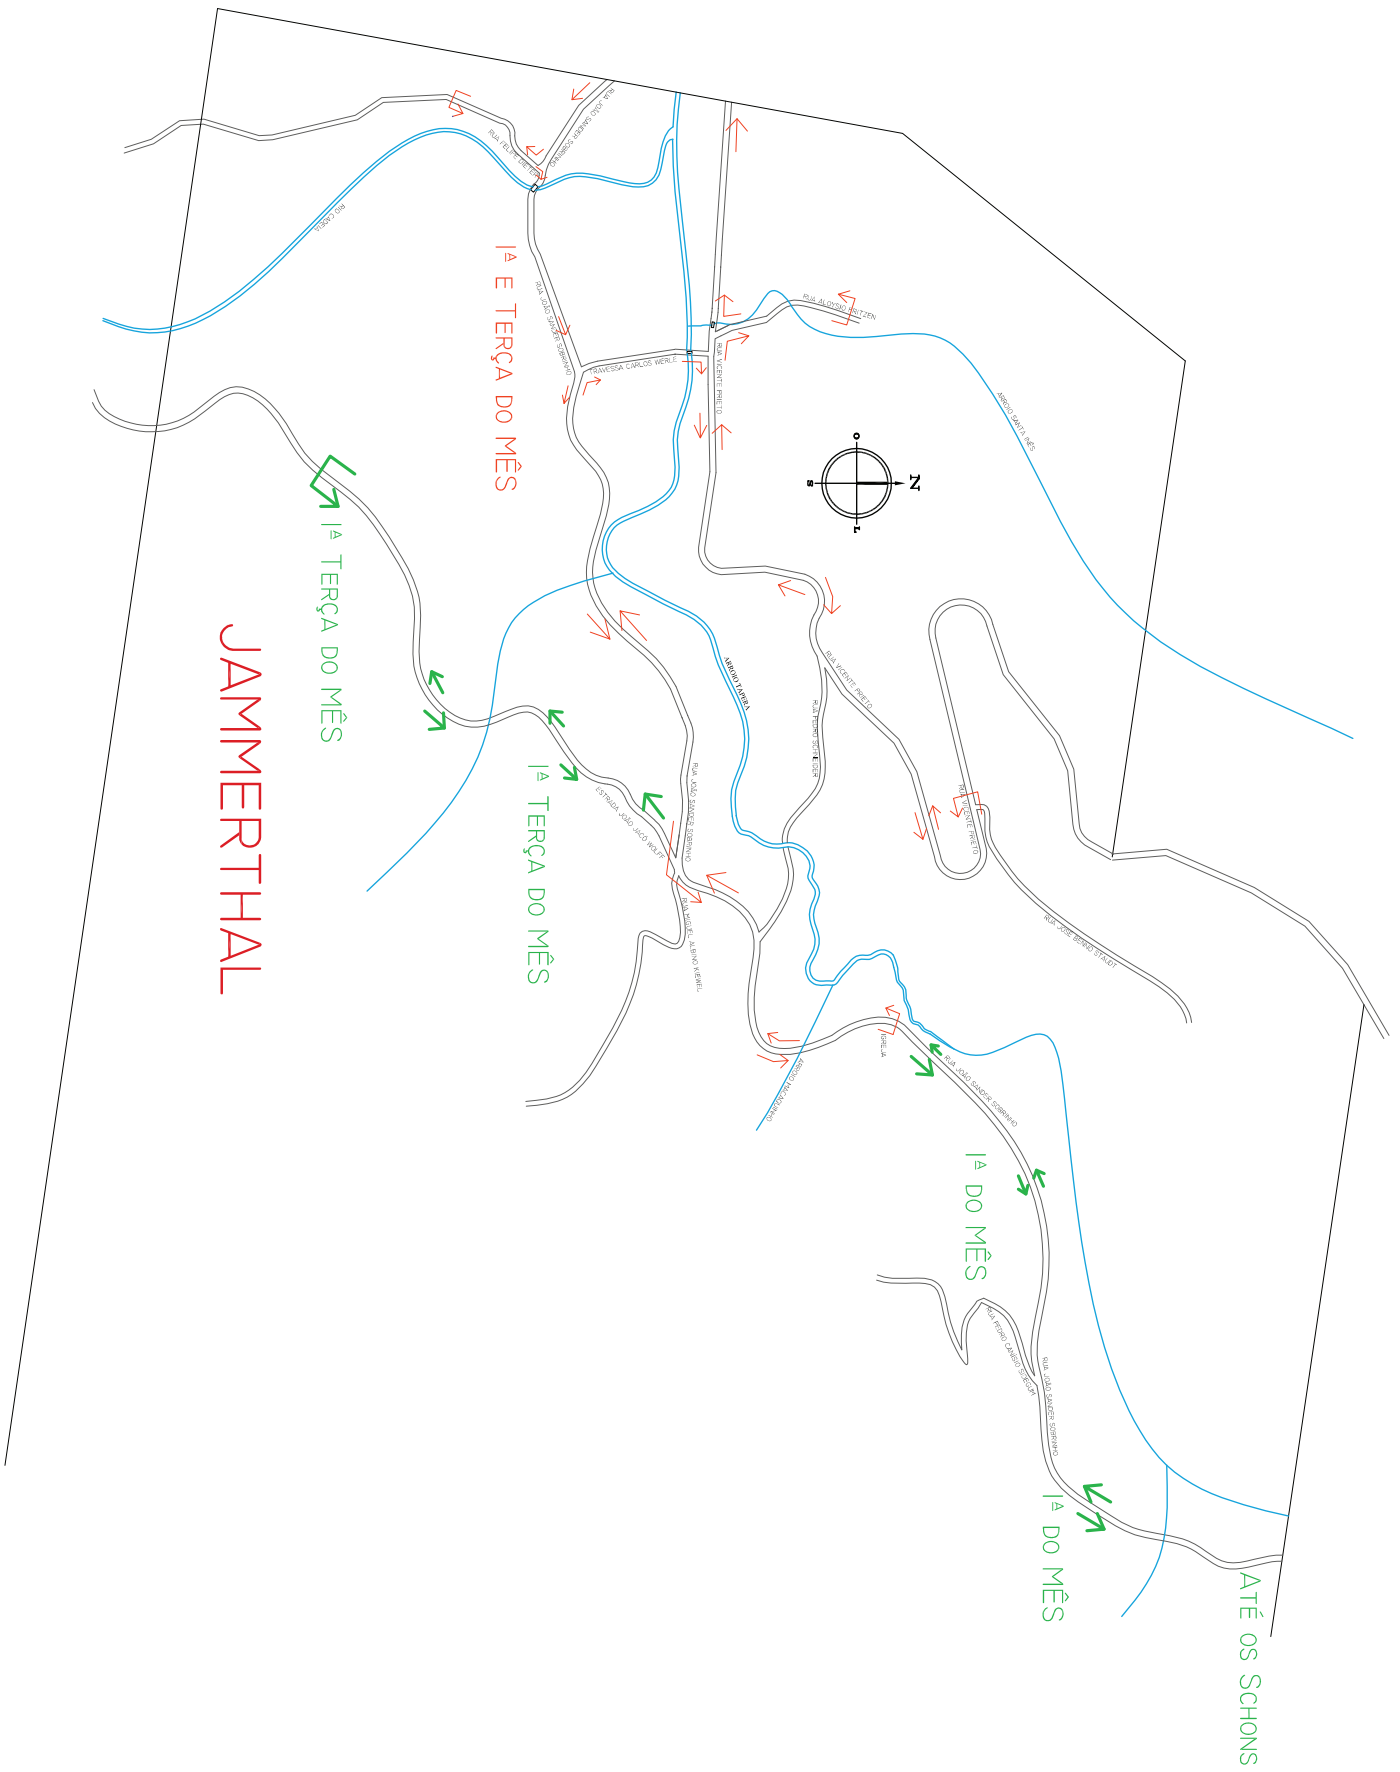 RUA JOÃO SANDER SOBRINHO
RUA FELIPE DIETER
RIO CADEIA
RUA JOÃO SANDER SOBRINHO
1ª E TERÇA DO MÊS
TRAVESSA CARLOS WERLE
RUA VICENTE PRIETO
RUA ALOYSIO FRITZEN
ARROIO SANTA INÊS
O
N
S
L
1ª TERÇA DO MÊS
JAMMERTHAL
ARROIO TAPERA
RUA VICENTE PRIETO
RUA PEDRO SCHNEIDER
RUA VICENTE PRIETO
RUA JOSÉ BENNO STAUDT
RUA JOÃO SANDER SOBRINHO
ESTRADA JOÃO JACÓ WOLFF
1ª TERÇA DO MÊS
RUA MIGUEL ALBINO KIEWEL
IGREJA
ARROIO MACAQUINHO
RUA JOÃO SANDER SOBRINHO
1ª DO MÊS
RUA PEDRO CANÍSIO
RUA JOÃO SANDER SOBRINHO
1ª DO MÊS
ATÉ OS SCHONS